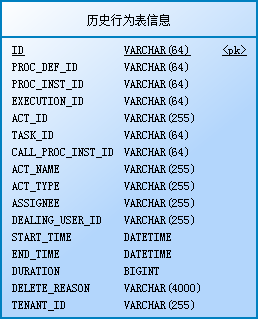 历史行为表信息
ID VARCHAR(64) <pk>
PROC_DEF_ID VARCHAR(64)
PROC_INST_ID VARCHAR(64)
EXECUTION_ID VARCHAR(64)
ACT_ID VARCHAR(255)
TASK_ID VARCHAR(64)
CALL_PROC_INST_ID VARCHAR(64)
ACT_NAME VARCHAR(255)
ACT_TYPE VARCHAR(255)
ASSIGNEE VARCHAR(255)
DEALING_USER_ID VARCHAR(255)
START_TIME DATETIME
END_TIME DATETIME
DURATION BIGINT
DELETE_REASON VARCHAR(4000)
TENANT_ID VARCHAR(255)